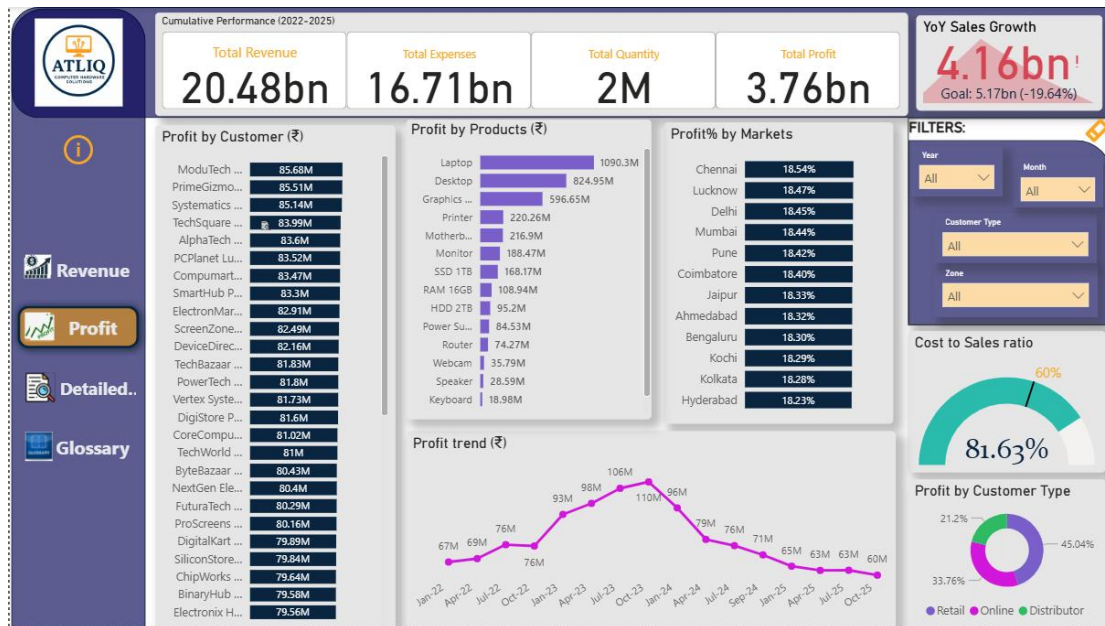 ATLIQ
COMPUTER HARDWARE
SOLUTIONS
Revenue
Profit
Detailed..
Glossary
Cumulative Performance (2022-2025)
Total Revenue
20.48bn
Total Expenses
16.71bn
Total Quantity
2M
Total Profit
3.76bn
YoY Sales Growth
4.16bn!
Goal: 5.17bn (-19.64%)
Profit by Customer (₹)
ModuTech ... 85.68M
PrimeGizmo... 85.51M
Systematics ... 85.14M
TechSquare ... 83.99M
AlphaTech ... 83.6M
PCPlanet Lu... 83.52M
Compumart... 83.47M
SmartHub P... 83.3M
ElectronMar... 82.91M
ScreenZone... 82.49M
DeviceDirec... 82.16M
TechBazaar ... 81.83M
PowerTech ... 81.8M
Vertex Syste... 81.73M
DigiStore P... 81.6M
CoreCompu... 81.02M
TechWorld ... 81M
ByteBazaar ... 80.43M
NextGen Ele... 80.4M
FuturaTech ... 80.29M
ProScreens ... 80.16M
DigitalKart ... 79.89M
SiliconStore... 79.84M
ChipWorks ... 79.64M
BinaryHub ... 79.58M
Electronix H... 79.56M
Profit by Products (₹)
Laptop 1090.3M
Desktop 824.95M
Graphics ... 596.65M
Printer 220.26M
Motherb... 216.9M
Monitor 188.47M
SSD 1TB 168.17M
RAM 16GB 108.94M
HDD 2TB 95.2M
Power Su... 84.53M
Router 74.27M
Webcam 35.79M
Speaker 28.59M
Keyboard 18.98M
Profit% by Markets
Chennai 18.54%
Lucknow 18.47%
Delhi 18.45%
Mumbai 18.44%
Pune 18.42%
Coimbatore 18.40%
Jaipur 18.33%
Ahmedabad 18.32%
Bengaluru 18.30%
Kochi 18.29%
Kolkata 18.28%
Hyderabad 18.23%
Profit trend (₹)
67M 69M 76M 76M 93M 98M 106M 110M 96M 79M 76M 71M 65M 63M 63M 60M
Jan-22 Apr-22 Jul-22 Oct-22 Jan-23 Apr-23 Jul-23 Oct-23 Jan-24 Apr-24 Jul-24 Sep-24 Jan-25 Apr-25 Jul-25 Oct-25
FILTERS:
Year
All
Month
All
Customer Type
All
Zone
All
Cost to Sales ratio
60%
81.63%
Profit by Customer Type
21.2%
45.04%
33.76%
Retail Online Distributor